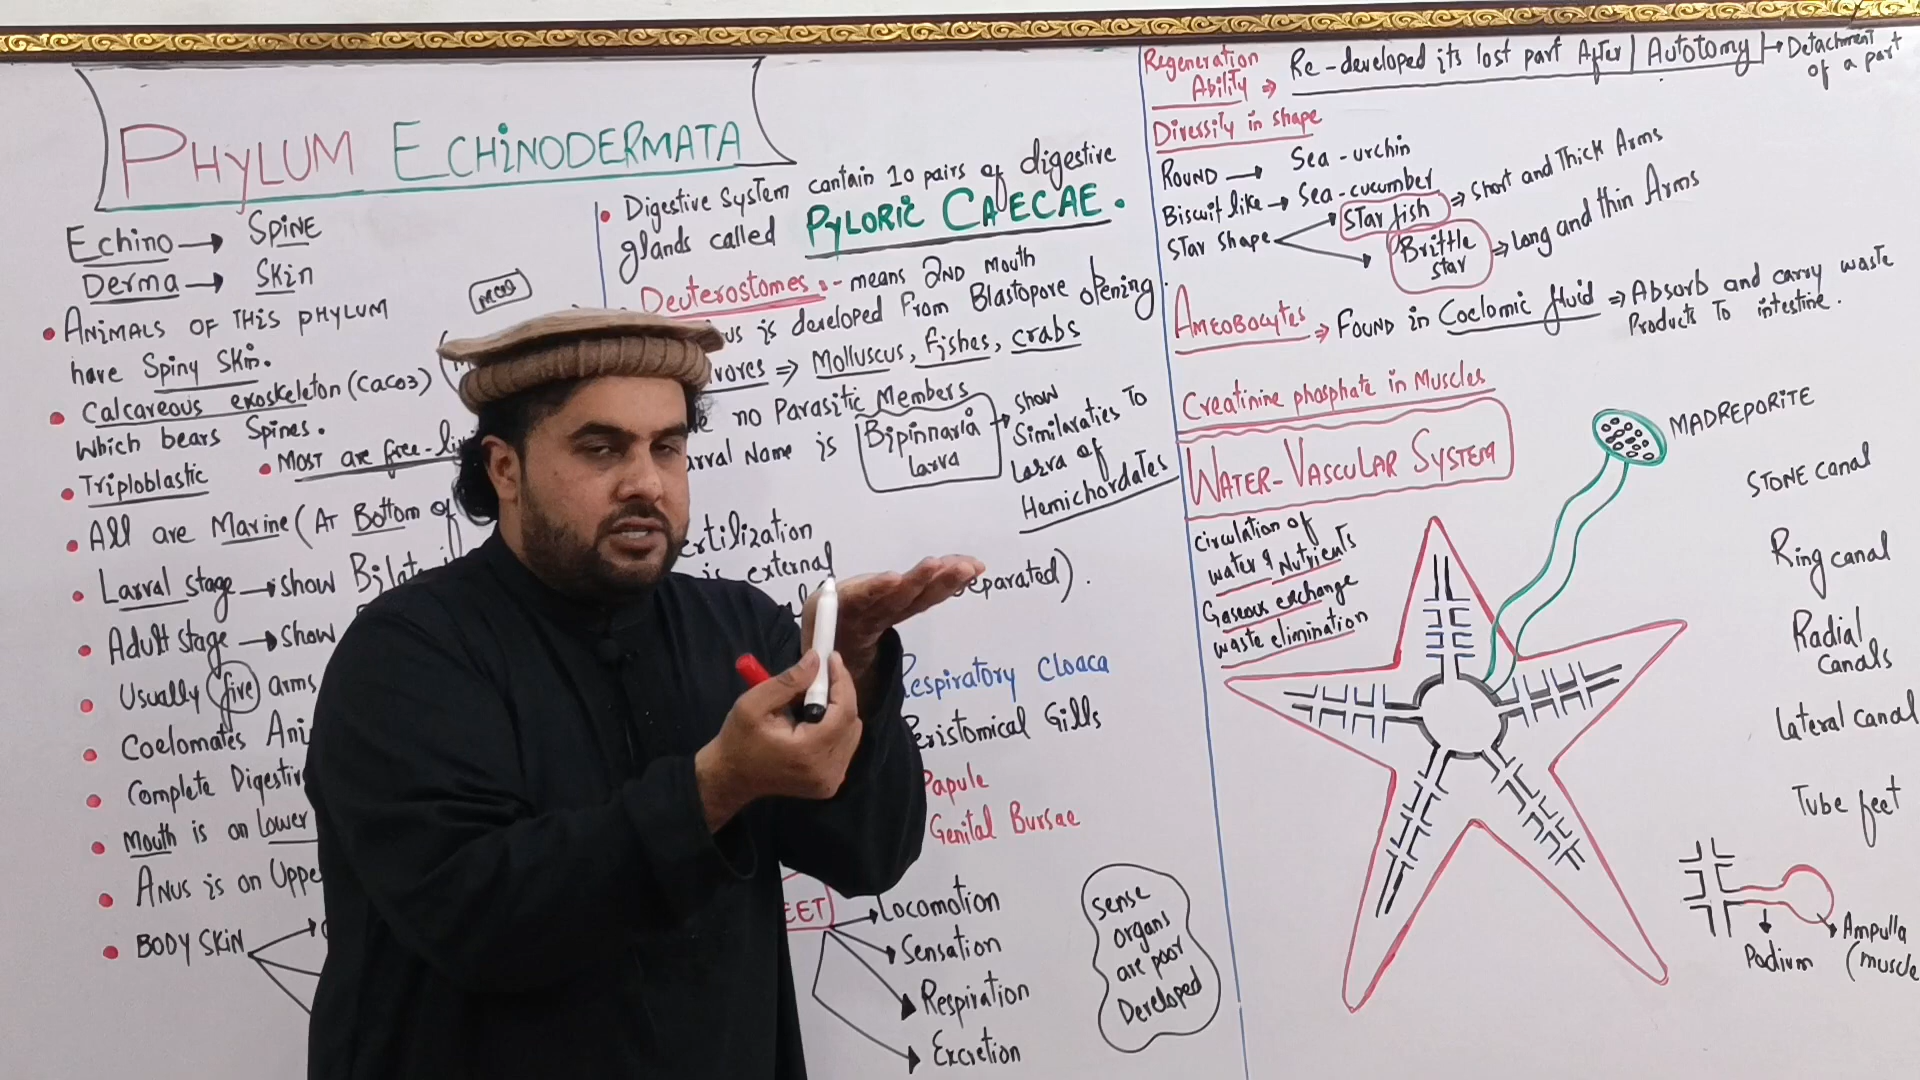 PHYLUM ECHINODERMATA
Echino → SPINE
Derma → SKin
• ANIMALS OF THIS PHYLUM
have Spiny SKin.
• Calcareous exoskeleton (CaCO3)
which bears Spines.
• Triploblastic • MOST are free-li
• All are Marine (AT Bottom of
• Larval stage → show Bilate
• Adult stage → show
• Usually five arms
• Coelomates Ani
• Complete Digestiv
• Mouth is on lower
• ANUS is on Uppe
• BODY SKIN
MCQ
• Digestive System contain 10 pairs of digestive
glands called PYLORIC CAECAE.
Deuterostomes :- means 2ND Mouth
us is developed From Blastopore opening.
vores ⇒ Molluscus, fishes, crabs
e no Parasitic Members
arval Name is Bipinnaria larva → show
Similaraties To
Larva of
Hemichordates
ertilization
is external
eparated).
Respiratory Cloaca
Peristomical Gills
Papule
Genital Bursae
EET
Locomotion
Sensation
Respiration
Excretion
sense
organs
are poor
Developed
Regeneration
Ability ⇒ Re-developed its lost part After Autotomy → Detachment
of a part
Diversity in shape
ROUND → Sea-urchin
Biscuit like → Sea-cucumber
STAR Shape STar fish ⇒ Short and Thick Arms
Brittle
star ⇒ Long and thin Arms
AMEOBOCYTES ⇒ FOUND in Coelomic fluid ⇒ Absorb and carry waste
Products To intestine.
Creatinine phosphate in Muscles
WATER-VASCULAR SYSTEM
Circulation of
water & Nutrients
Gaseous exchange
waste elimination
MADREPORITE
STONE canal
Ring canal
Radial
Canals
Lateral canal
Tube feet
Podium
Ampulla
(muscle